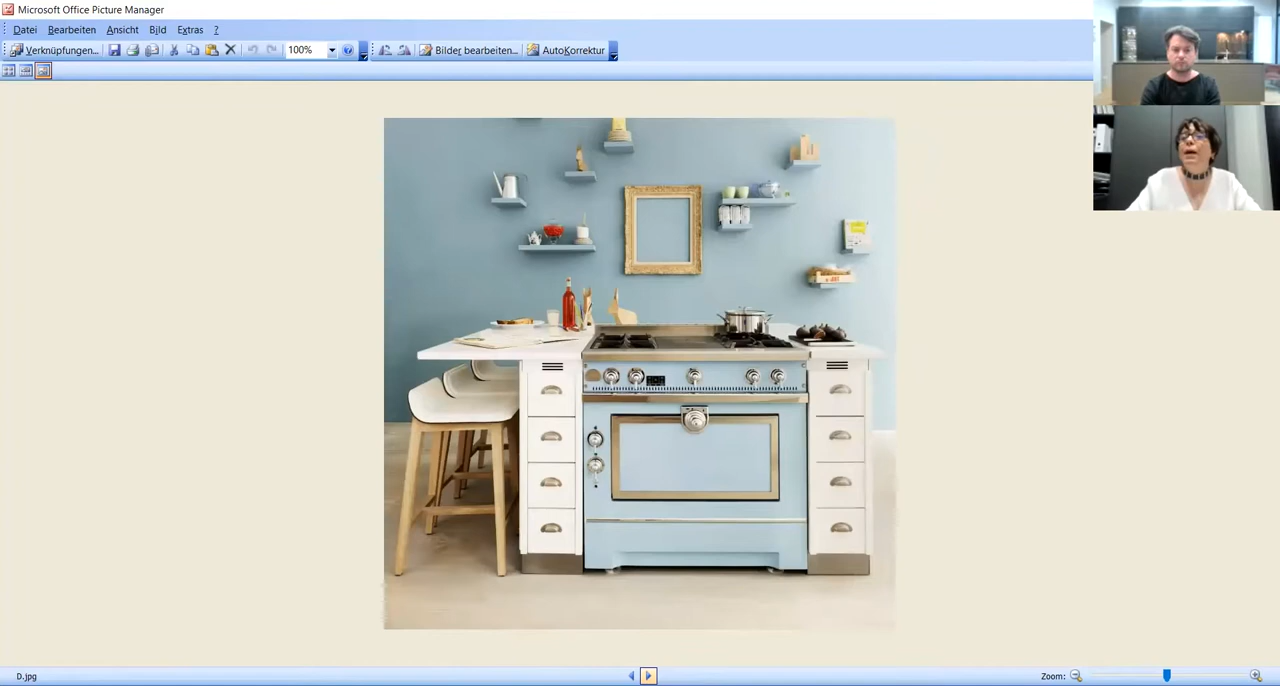 Microsoft Office Picture Manager
Datei Bearbeiten Ansicht Bild Extras ?
Verknüpfungen... 100% Bilder bearbeiten... AutoKorrektur
D.jpg Zoom: